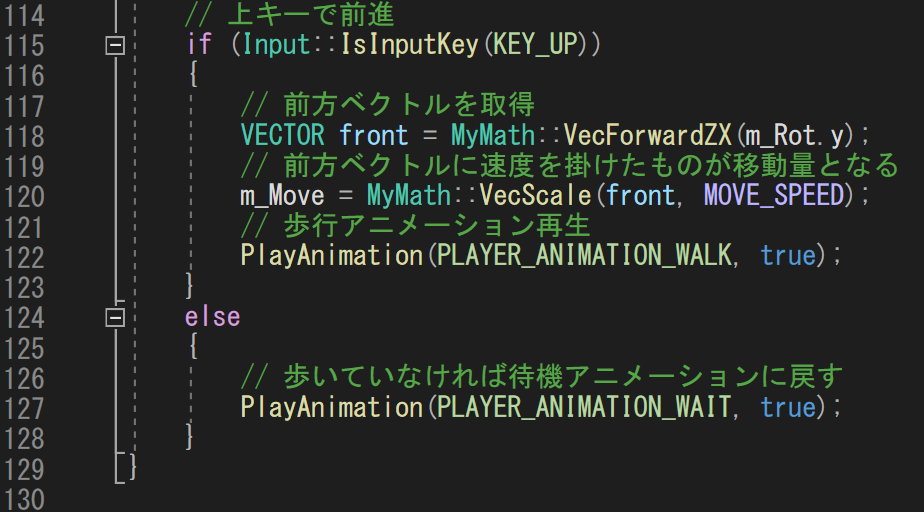 114 // 上キーで前進
115 if (Input::IsInputKey(KEY_UP))
116 {
117 // 前方ベクトルを取得
118 VECTOR front = MyMath::VecForwardZX(m_Rot.y);
119 // 前方ベクトルに速度を掛けたものが移動量となる
120 m_Move = MyMath::VecScale(front, MOVE_SPEED);
121 // 歩行アニメーション再生
122 PlayAnimation(PLAYER_ANIMATION_WALK, true);
123 }
124 else
125 {
126 // 歩いていなければ待機アニメーションに戻す
127 PlayAnimation(PLAYER_ANIMATION_WAIT, true);
128 }
129 }
130